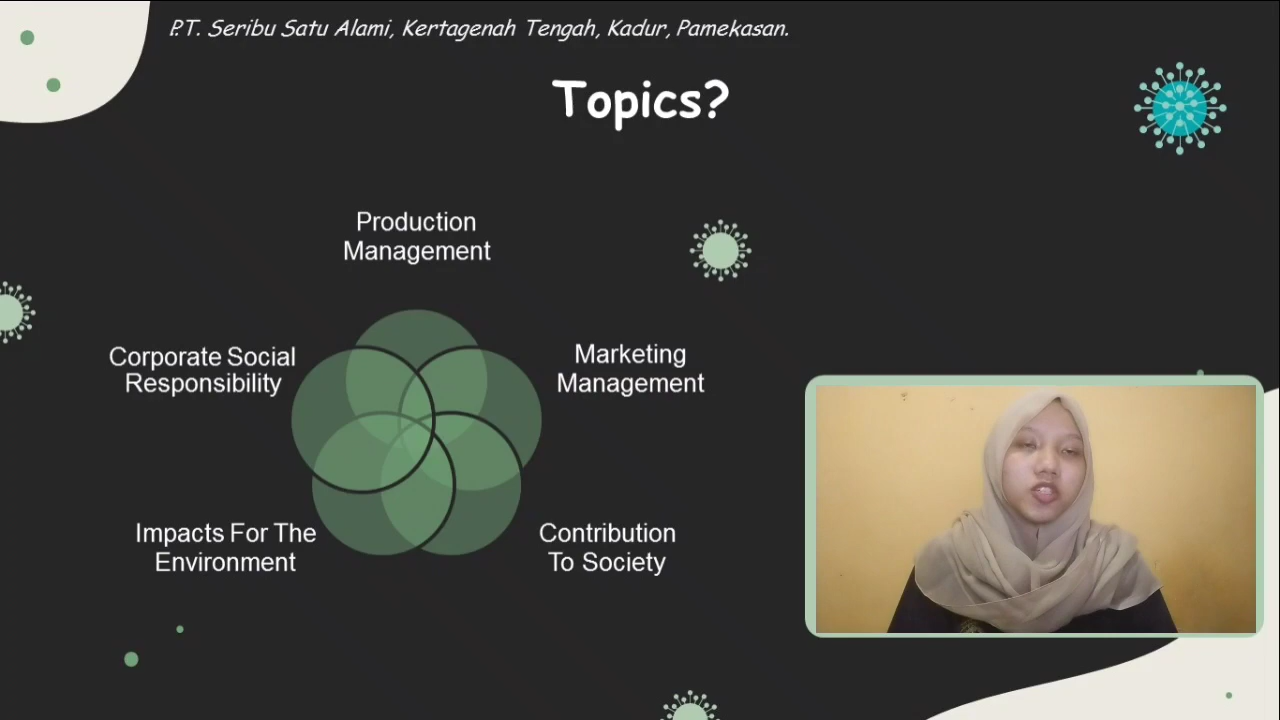 P.T. Seribu Satu Alami, Kertagenah Tengah, Kadur, Pamekasan.
Topics?
Production
Management
Corporate Social
Responsibility
Marketing
Management
Impacts For The
Environment
Contribution
To Society